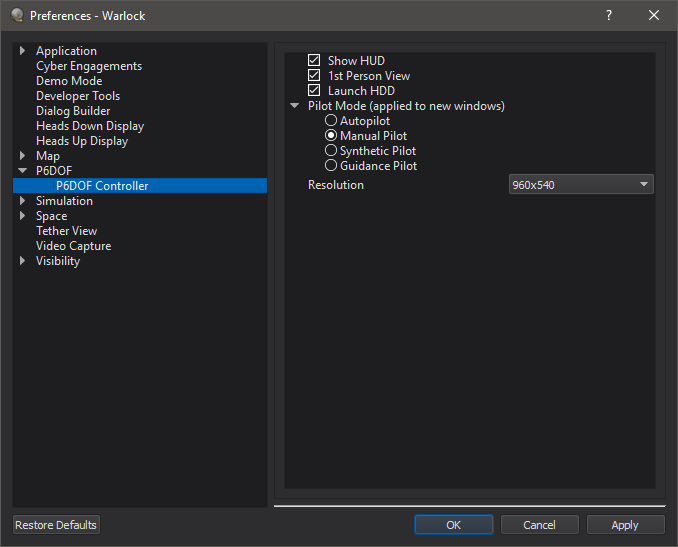 Preferences - Warlock
?
Application
Cyber Engagements
Demo Mode
Developer Tools
Dialog Builder
Heads Down Display
Heads Up Display
Map
P6DOF
P6DOF Controller
Simulation
Space
Tether View
Video Capture
Visibility
Show HUD
1st Person View
Launch HDD
Pilot Mode (applied to new windows)
Autopilot
Manual Pilot
Synthetic Pilot
Guidance Pilot
Resolution 960x540
Restore Defaults OK Cancel Apply